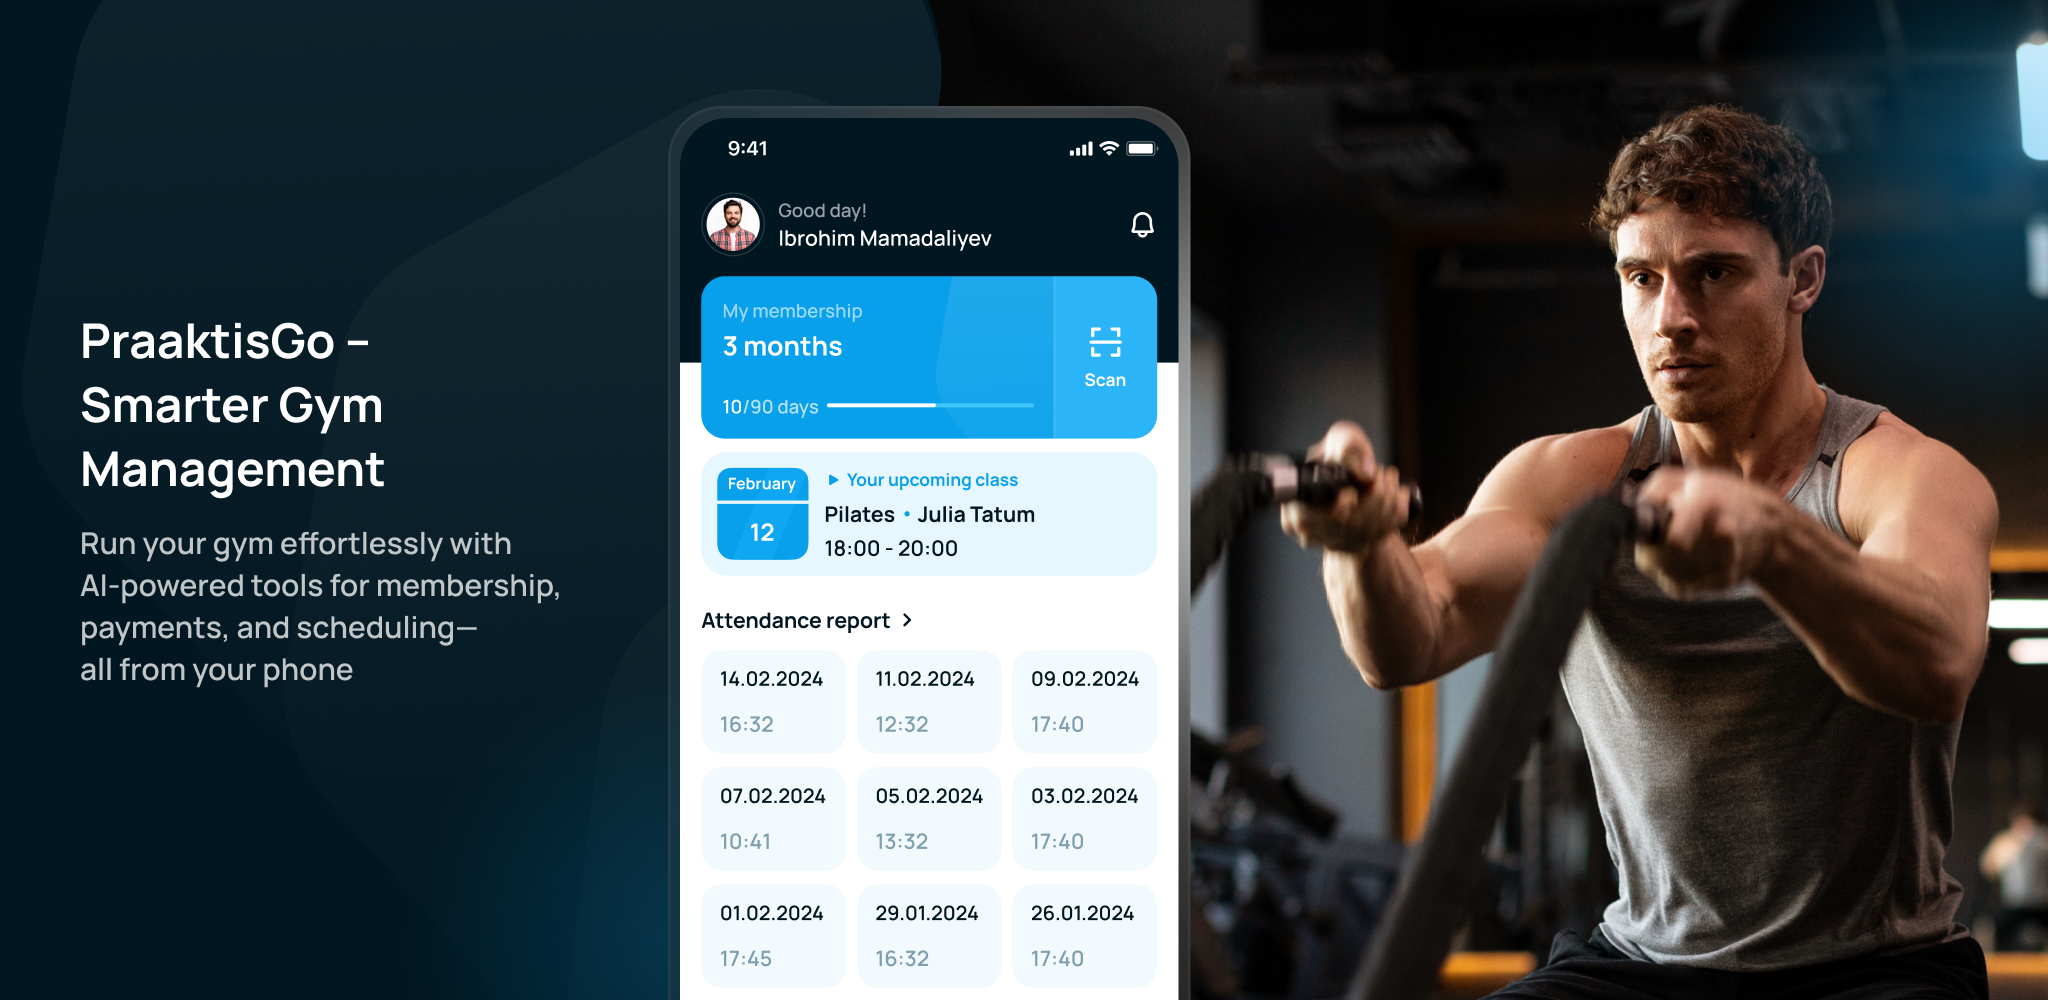 PraaktisGo –
Smarter Gym
Management
Run your gym effortlessly with
AI-powered tools for membership,
payments, and scheduling—
all from your phone
9:41
Good day!
Ibrohim Mamadaliyev
My membership
3 months
10/90 days
Scan
February
12
Your upcoming class
Pilates • Julia Tatum
18:00 - 20:00
Attendance report
14.02.2024 11.02.2024 09.02.2024
16:32 12:32 17:40
07.02.2024 05.02.2024 03.02.2024
10:41 13:32 17:40
01.02.2024 29.01.2024 26.01.2024
17:45 16:32 17:40